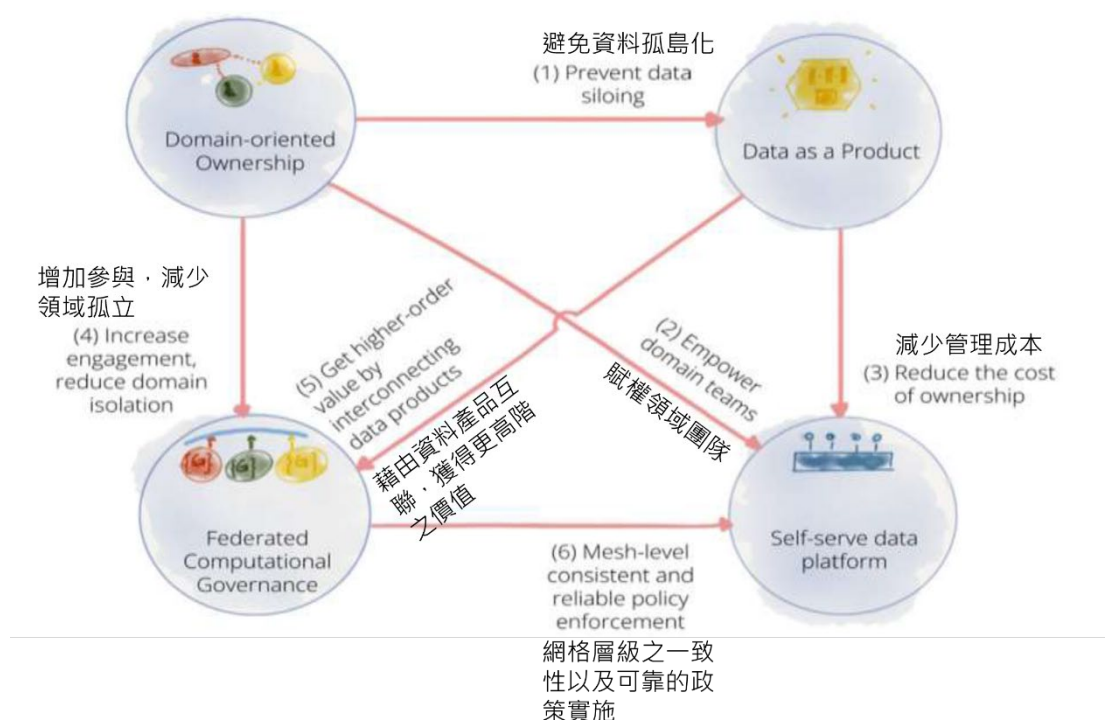 避免資料孤島化
(1) Prevent data
siloing
Domain-oriented
Ownership
Data as a Product
增加參與，減少
領域孤立
(4) Increase
engagement,
reduce domain
isolation
(5) Get higher-order
value by
interconnecting
data products
藉由資料產品互
聯，獲得更高階
之價值
(2) Empower
domain teams
賦權領域團隊
減少管理成本
(3) Reduce the cost
of ownership
{G} {G} {G}
Federated
Computational
Governance
Self-serve data
platform
(6) Mesh-level
consistent and
reliable policy
enforcement
網格層級之一致
性以及可靠的政
策實施